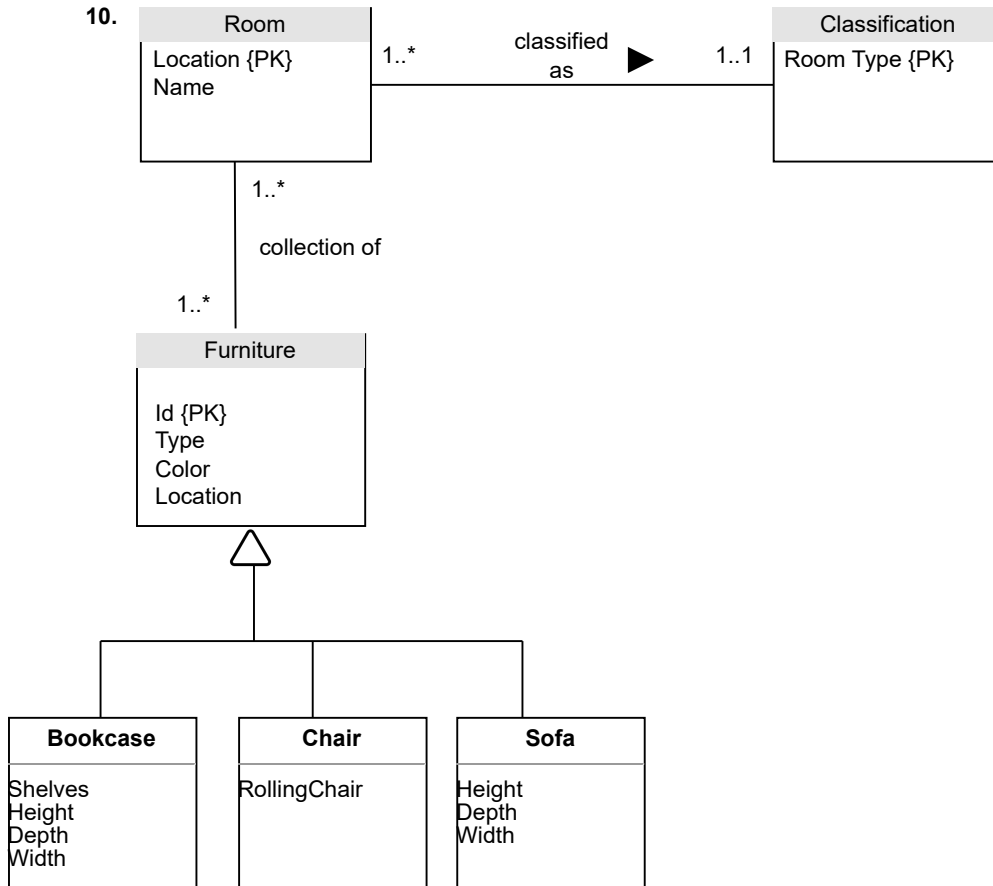 10.
Room
Location {PK}
Name
1..*
classified
as
1..1
Classification
Room Type {PK}
1..*
collection of
1..*
Furniture
Id {PK}
Type
Color
Location
Bookcase
Shelves
Height
Depth
Width
Chair
RollingChair
Sofa
Height
Depth
Width